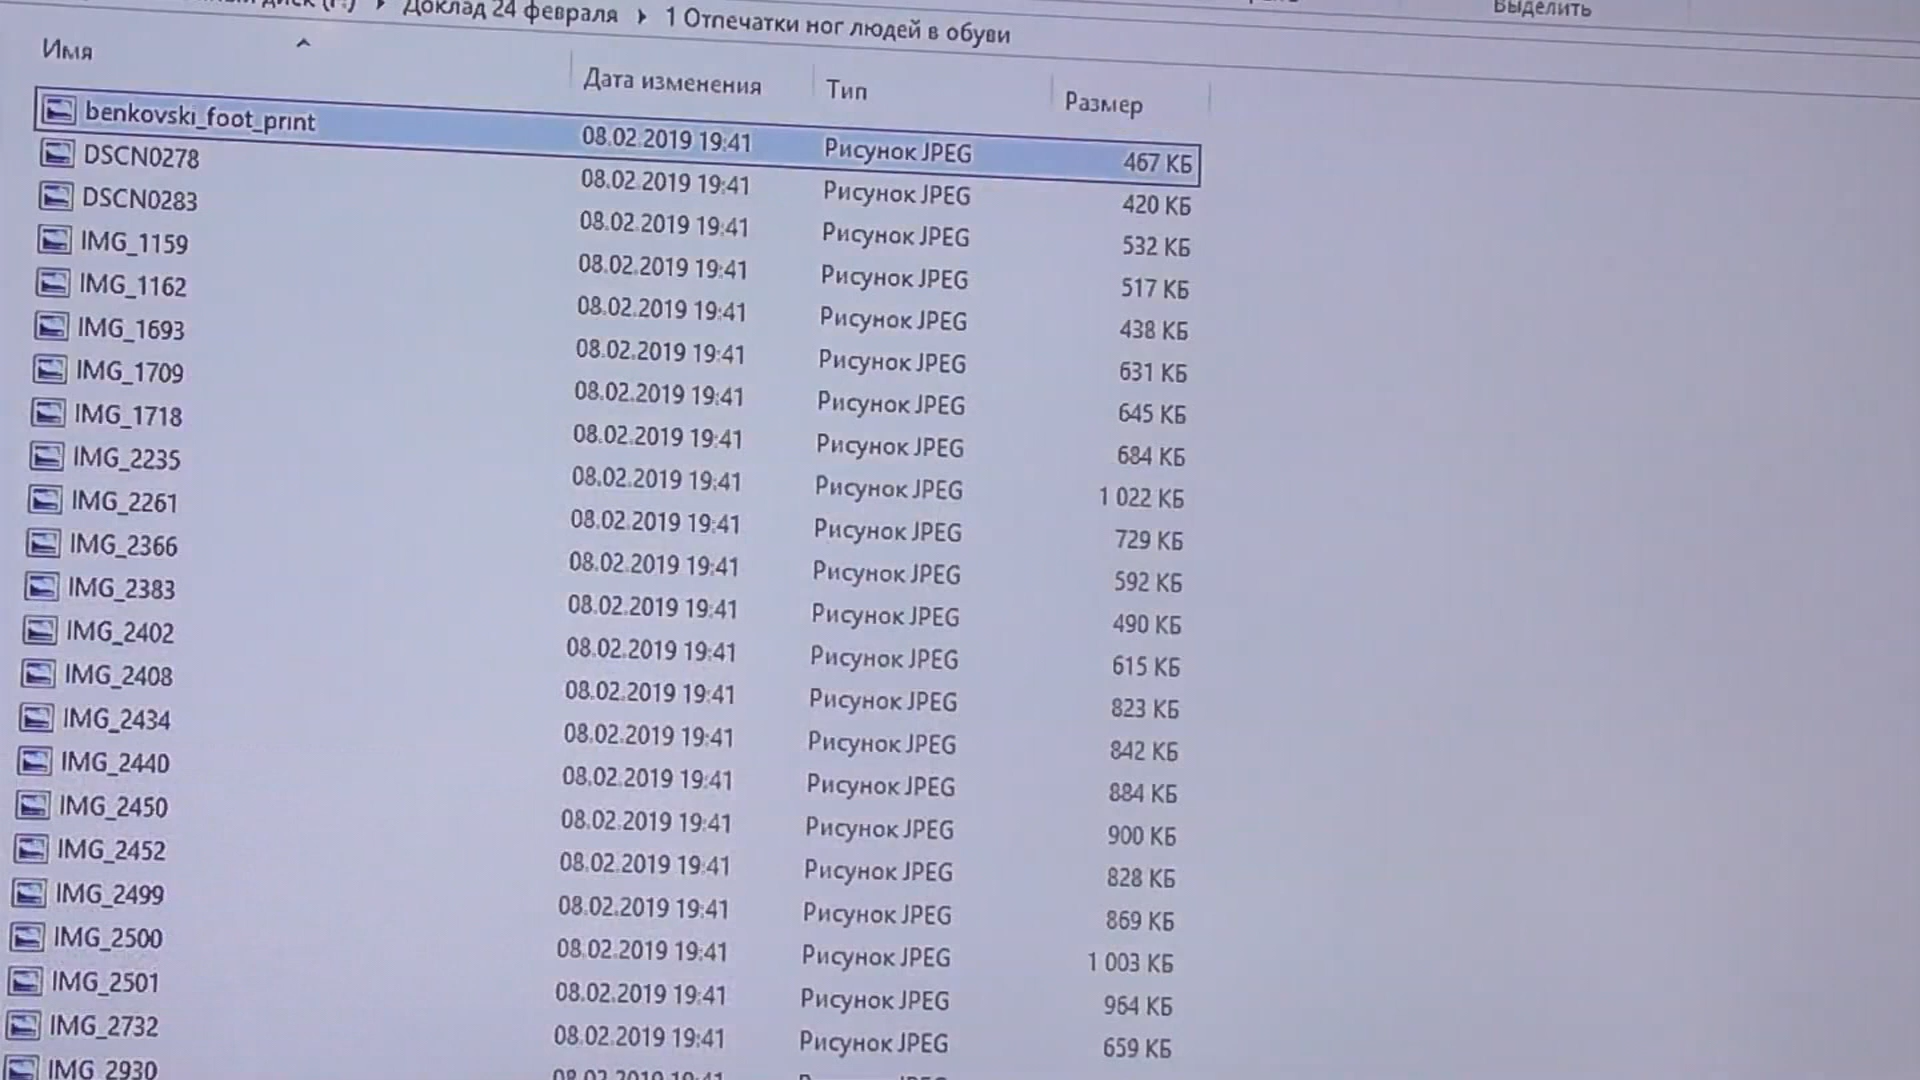 Выделить
диск Доклад 24 февраля 1 Отпечатки ног людей в обуви
Имя Дата изменения Тип Размер
benkovski_foot_print 08.02.2019 19:41 Рисунок JPEG 467 КБ
DSCN0278 08.02.2019 19:41 Рисунок JPEG 420 КБ
DSCN0283 08.02.2019 19:41 Рисунок JPEG 532 КБ
IMG_1159 08.02.2019 19:41 Рисунок JPEG 517 КБ
IMG_1162 08.02.2019 19:41 Рисунок JPEG 438 КБ
IMG_1693 08.02.2019 19:41 Рисунок JPEG 631 КБ
IMG_1709 08.02.2019 19:41 Рисунок JPEG 645 КБ
IMG_1718 08.02.2019 19:41 Рисунок JPEG 684 КБ
IMG_2235 08.02.2019 19:41 Рисунок JPEG 1 022 КБ
IMG_2261 08.02.2019 19:41 Рисунок JPEG 729 КБ
IMG_2366 08.02.2019 19:41 Рисунок JPEG 592 КБ
IMG_2383 08.02.2019 19:41 Рисунок JPEG 490 КБ
IMG_2402 08.02.2019 19:41 Рисунок JPEG 615 КБ
IMG_2408 08.02.2019 19:41 Рисунок JPEG 823 КБ
IMG_2434 08.02.2019 19:41 Рисунок JPEG 842 КБ
IMG_2440 08.02.2019 19:41 Рисунок JPEG 884 КБ
IMG_2450 08.02.2019 19:41 Рисунок JPEG 900 КБ
IMG_2452 08.02.2019 19:41 Рисунок JPEG 828 КБ
IMG_2499 08.02.2019 19:41 Рисунок JPEG 869 КБ
IMG_2500 08.02.2019 19:41 Рисунок JPEG 1 003 КБ
IMG_2501 08.02.2019 19:41 Рисунок JPEG 964 КБ
IMG_2732 08.02.2019 19:41 Рисунок JPEG 659 КБ
IMG_2930 08.02.2019 19:41